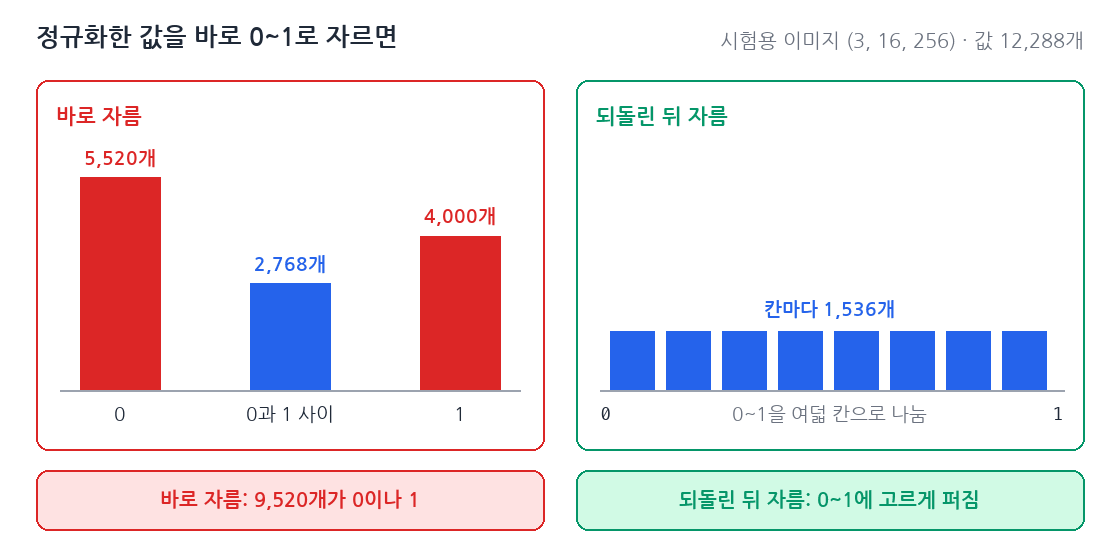 정규화한 값을 바로 0~1로 자르면
시험용 이미지 (3, 16, 256) · 값 12,288개
바로 자름
5,520개
2,768개
4,000개
0
0과 1 사이
1
되돌린 뒤 자름
칸마다 1,536개
0
0~1을 여덟 칸으로 나눔
1
바로 자름: 9,520개가 0이나 1
되돌린 뒤 자름: 0~1에 고르게 퍼짐